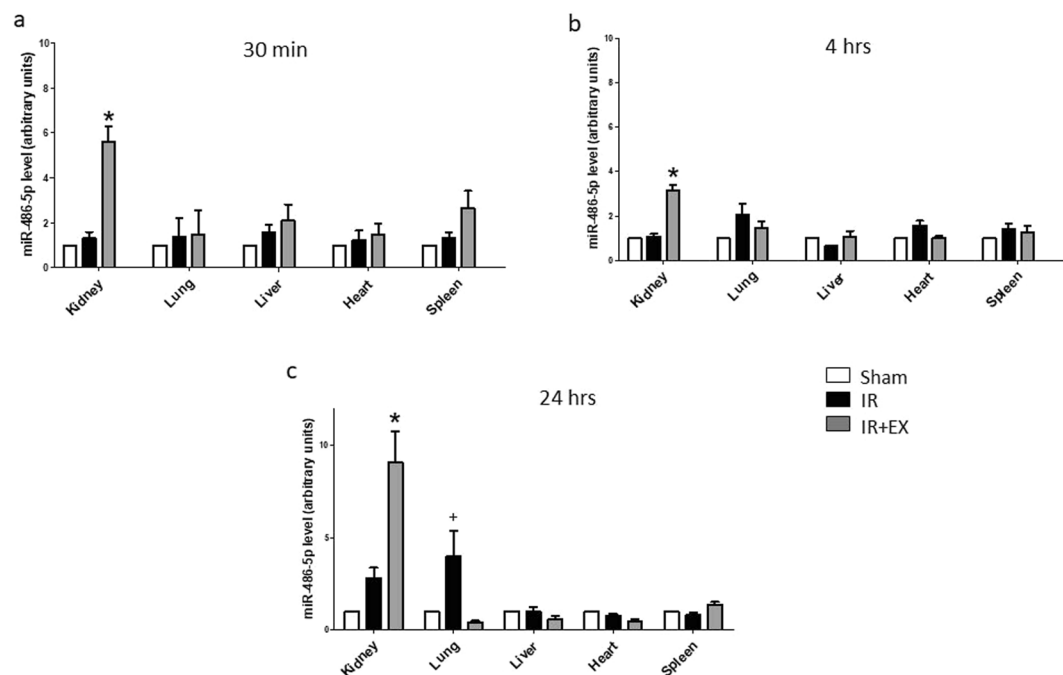 a
30 min
miR-486-5p level (arbitrary units)
10
8
6
4
2
0
*
Kidney
Lung
Liver
Heart
Spleen
b
4 hrs
miR-486-5p level (arbitrary units)
10
8
6
4
2
0
*
Kidney
Lung
Liver
Heart
Spleen
c
24 hrs
miR-486-5p level (arbitrary units)
10
5
0
*
+
Kidney
Lung
Liver
Heart
Spleen
Sham
IR
IR+EX